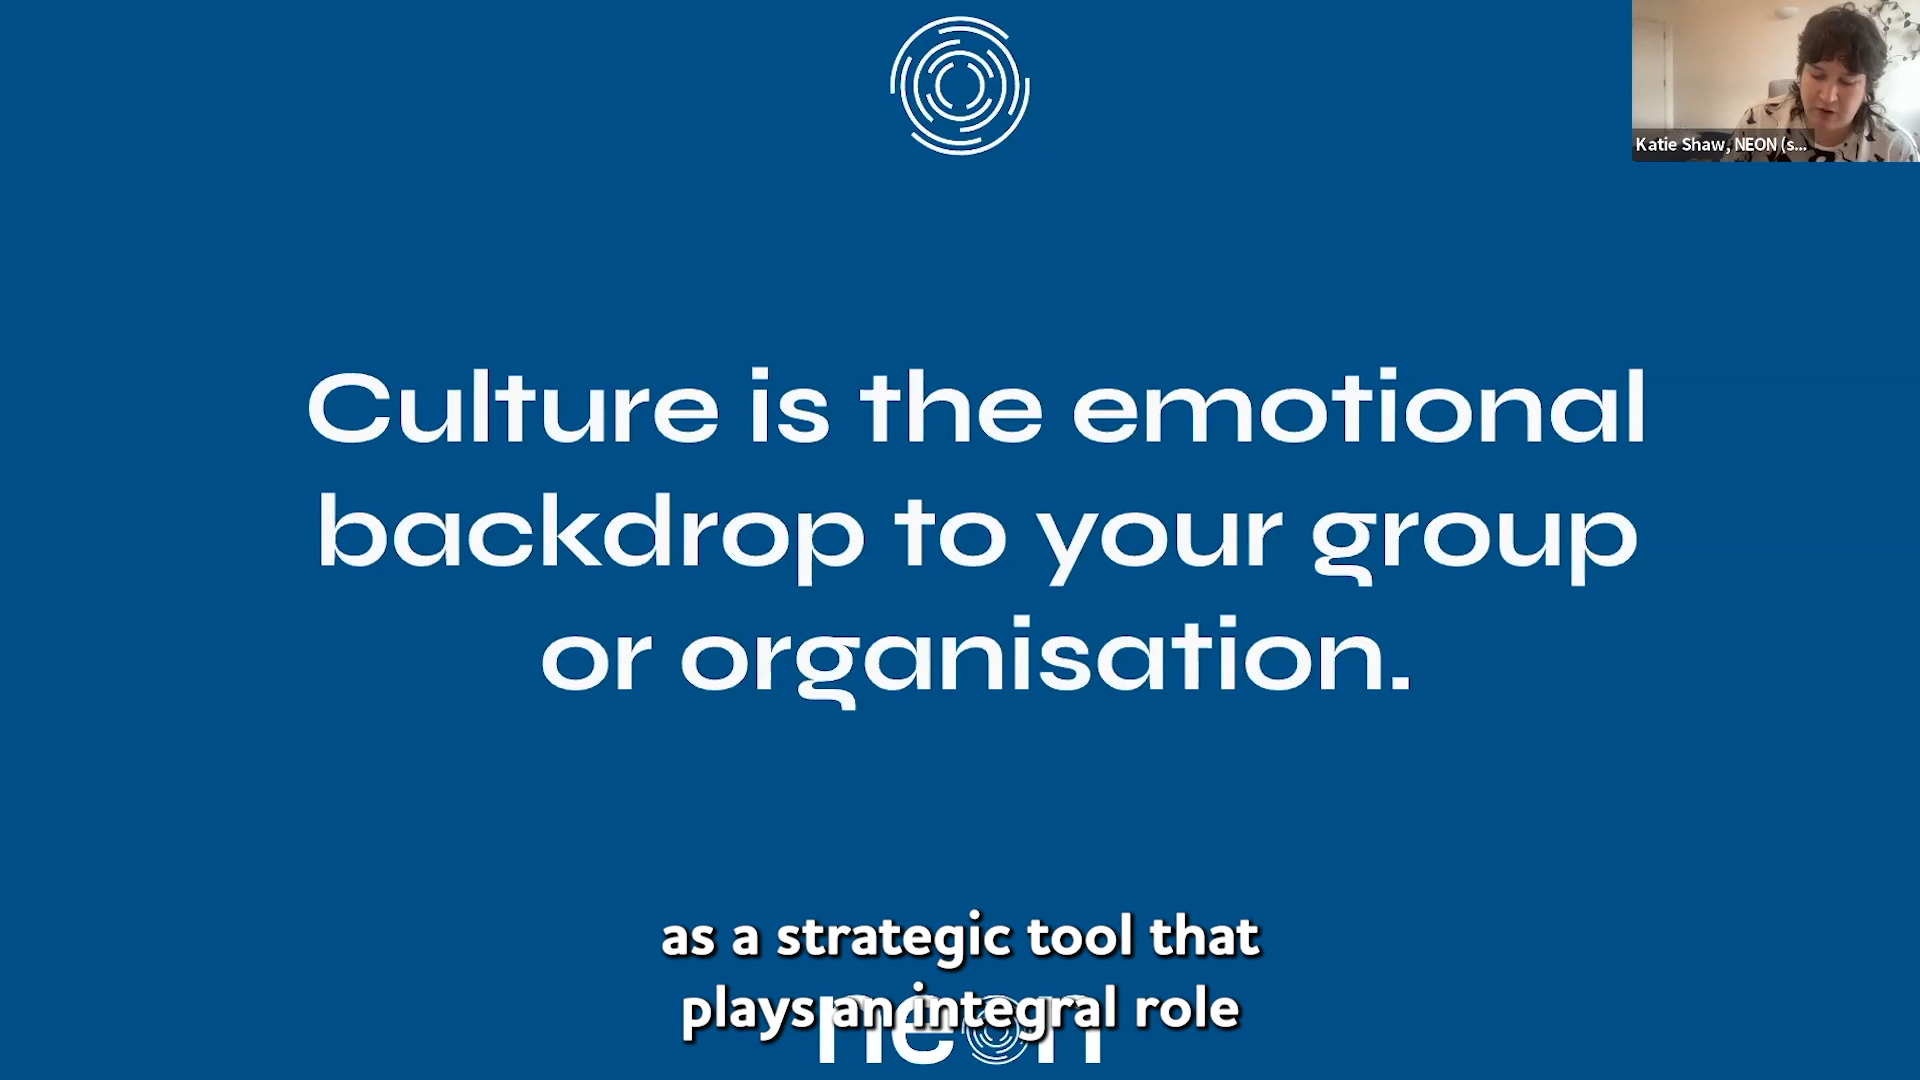 Katie Shaw, NEON (s...
Culture is the emotional
backdrop to your group
or organisation.
as a strategic tool that
plays an integral role
neon